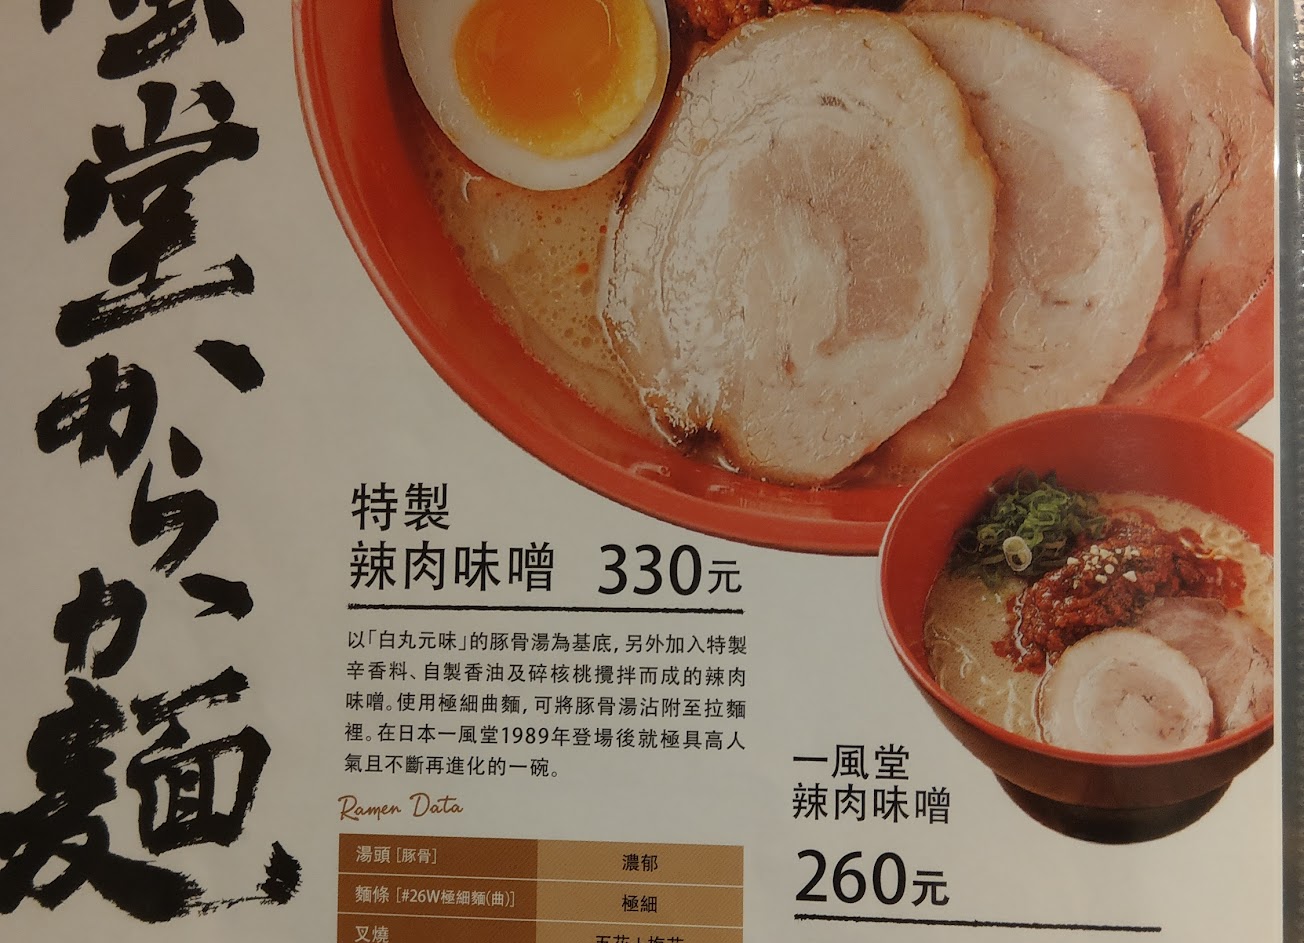 堂からか麺
特製
辣肉味噌 330元
以「白丸元味」的豚骨湯為基底, 另外加入特製
辛香料、自製香油及碎核桃攪拌而成的辣肉
味噌。使用極細曲麵, 可將豚骨湯沾附至拉麵
裡。在日本一風堂1989年登場後就極具高人
氣且不斷再進化的一碗。
Ramen Data
湯頭 [豚骨] 濃郁
麵條 [#26W極細麵(曲)] 極細
叉燒
一風堂
辣肉味噌
260元